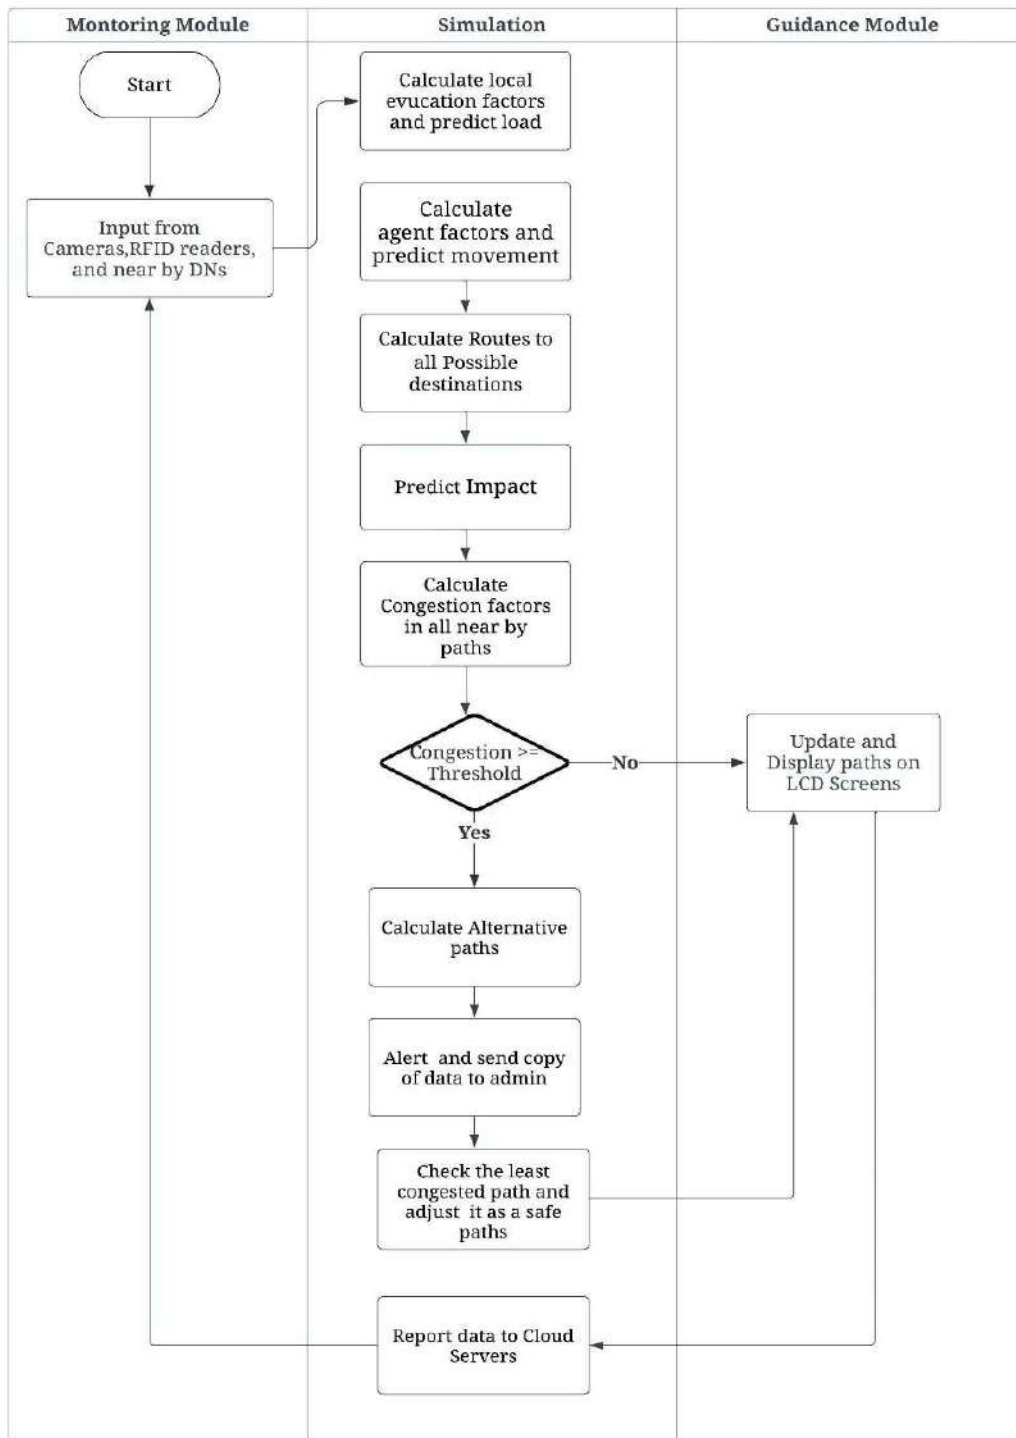 Montoring Module
Simulation
Guidance Module
Start
Input from
Cameras,RFID readers,
and near by DNs
Calculate local
evucation factors
and predict load
Calculate
agent factors and
predict movement
Calculate Routes to
all Possible
destinations
Predict Impact
Calculate
Congestion factors
in all near by
paths
Congestion >=
Threshold
No
Update and
Display paths on
LCD Screens
Yes
Calculate Alternative
paths
Alert and send copy
of data to admin
Check the least
congested path and
adjust it as a safe
paths
Report data to Cloud
Servers